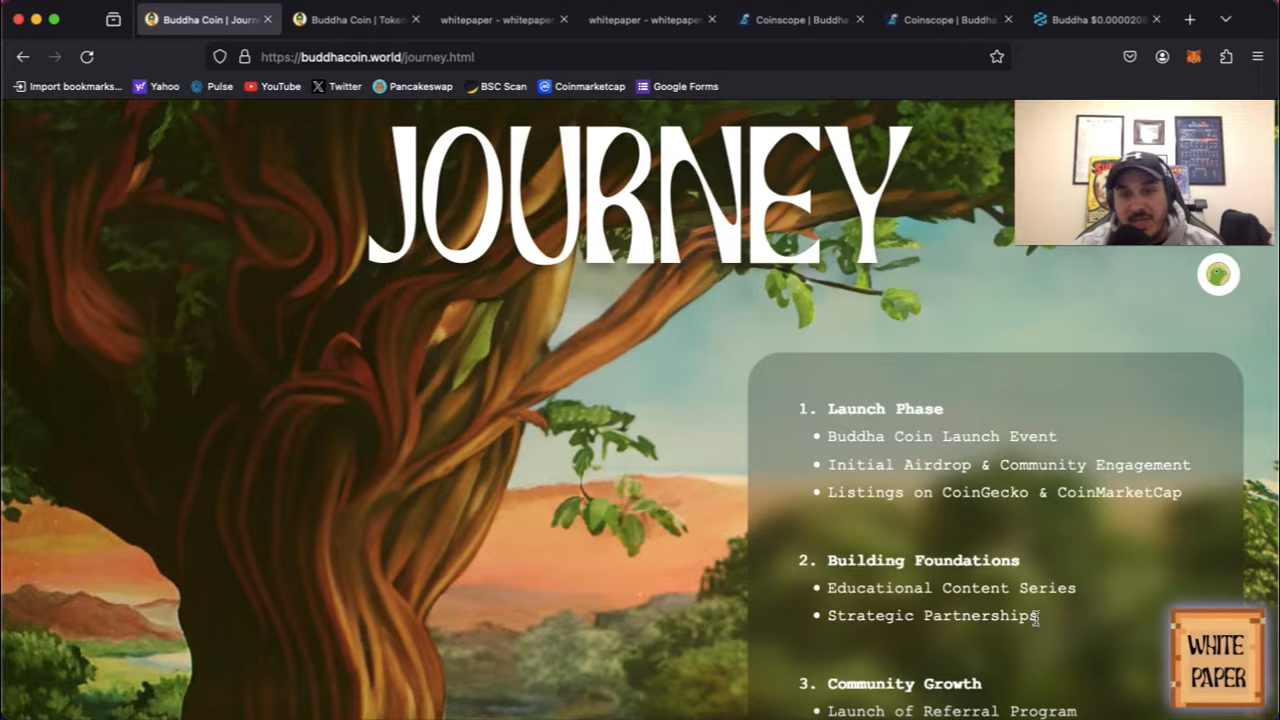 Buddha Coin | Journ
Buddha Coin | Token
whitepaper - whitepape
whitepaper - whitepape
Coinscope | Buddha
Coinscope | Buddha
Buddha $0.0000208
https://buddhacoin.world/journey.html
Import bookmarks...
Yahoo
Pulse
YouTube
Twitter
Pancakeswap
BSC Scan
Coinmarketcap
Google Forms
JOURNEY
1. Launch Phase
• Buddha Coin Launch Event
• Initial Airdrop & Community Engagement
• Listings on CoinGecko & CoinMarketCap
2. Building Foundations
• Educational Content Series
• Strategic Partnerships
3. Community Growth
• Launch of Referral Program
WHITE
PAPER